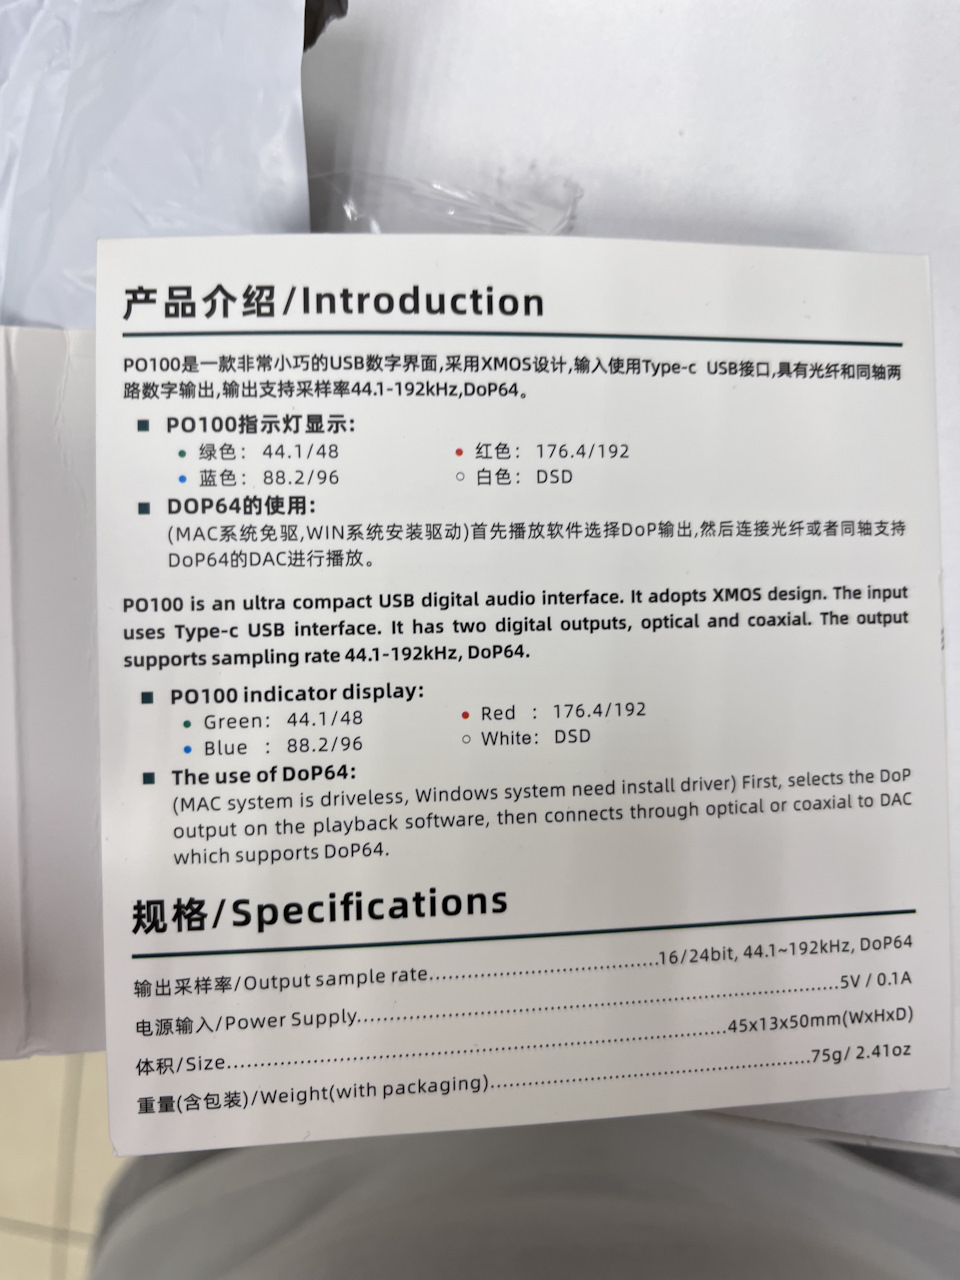 产品介绍/Introduction
PO100是一款非常小巧的USB数字界面,采用XMOS设计,输入使用Type-c USB接口,具有光纤和同轴两
路数字输出,输出支持采样率44.1-192kHz,DoP64。
■ PO100指示灯显示:
● 绿色: 44.1/48 ● 红色: 176.4/192
● 蓝色: 88.2/96 ○ 白色: DSD
■ DOP64的使用:
(MAC系统免驱,WIN系统安装驱动)首先播放软件选择DoP输出,然后连接光纤或者同轴支持
DoP64的DAC进行播放。
PO100 is an ultra compact USB digital audio interface. It adopts XMOS design. The input
uses Type-c USB interface. It has two digital outputs, optical and coaxial. The output
supports sampling rate 44.1-192kHz, DoP64.
■ PO100 indicator display:
● Green: 44.1/48 ● Red : 176.4/192
● Blue : 88.2/96 ○ White: DSD
■ The use of DoP64:
(MAC system is driveless, Windows system need install driver) First, selects the DoP
output on the playback software, then connects through optical or coaxial to DAC
which supports DoP64.
规格/Specifications
输出采样率/Output sample rate........................................16/24bit, 44.1~192kHz, DoP64
电源输入/Power Supply........................................5V / 0.1A
体积/Size........................................45x13x50mm(WxHxD)
重量(含包装)/Weight(with packaging)........................................75g/ 2.41oz